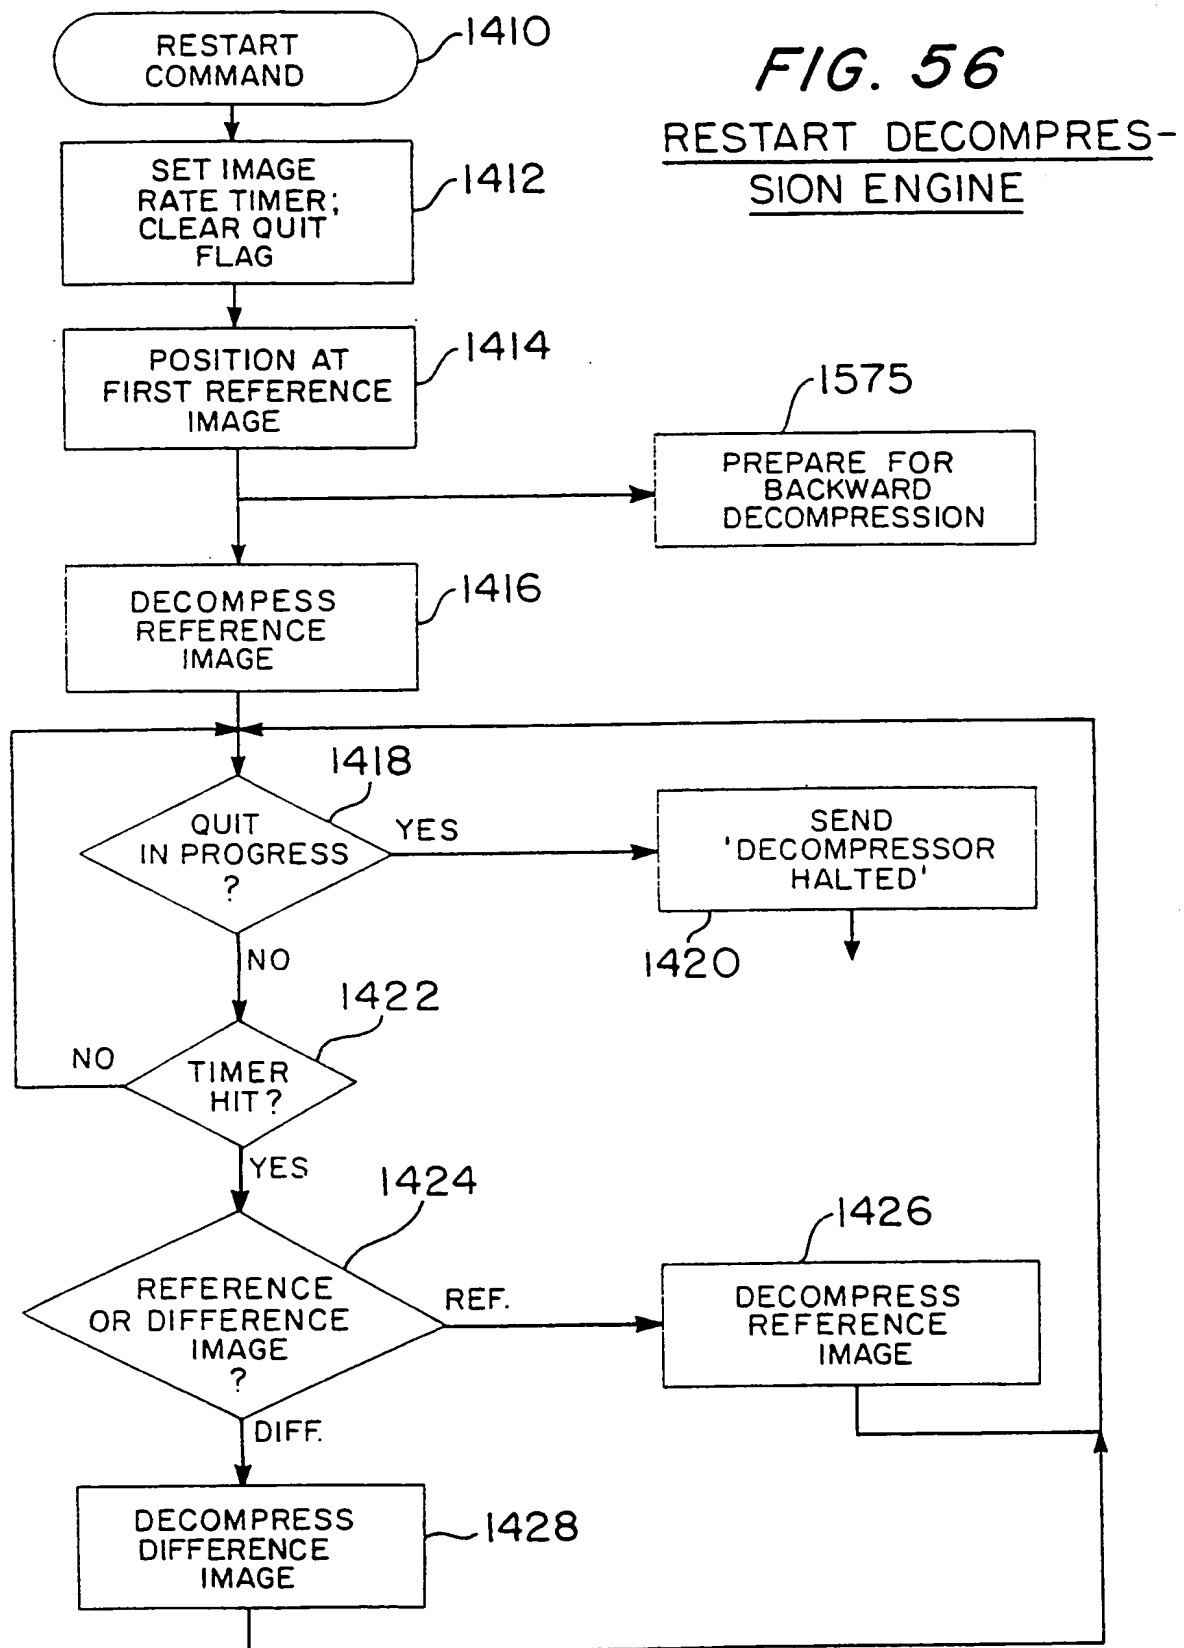 FIG. 56
RESTART DECOMPRES-
SION ENGINE
RESTART
COMMAND
1410
SET IMAGE
RATE TIMER;
CLEAR QUIT
FLAG
1412
POSITION AT
FIRST REFERENCE
IMAGE
1414
1575
PREPARE FOR
BACKWARD
DECOMPRESSION
DECOMPESS
REFERENCE
IMAGE
1416
QUIT
IN PROGRESS
?
1418
YES
SEND
'DECOMPRESSOR
HALTED'
1420
NO
TIMER
HIT?
1422
NO
YES
REFERENCE
OR DIFFERENCE
IMAGE
?
1424
REF.
1426
DECOMPRESS
REFERENCE
IMAGE
DIFF.
DECOMPRESS
DIFFERENCE
IMAGE
1428